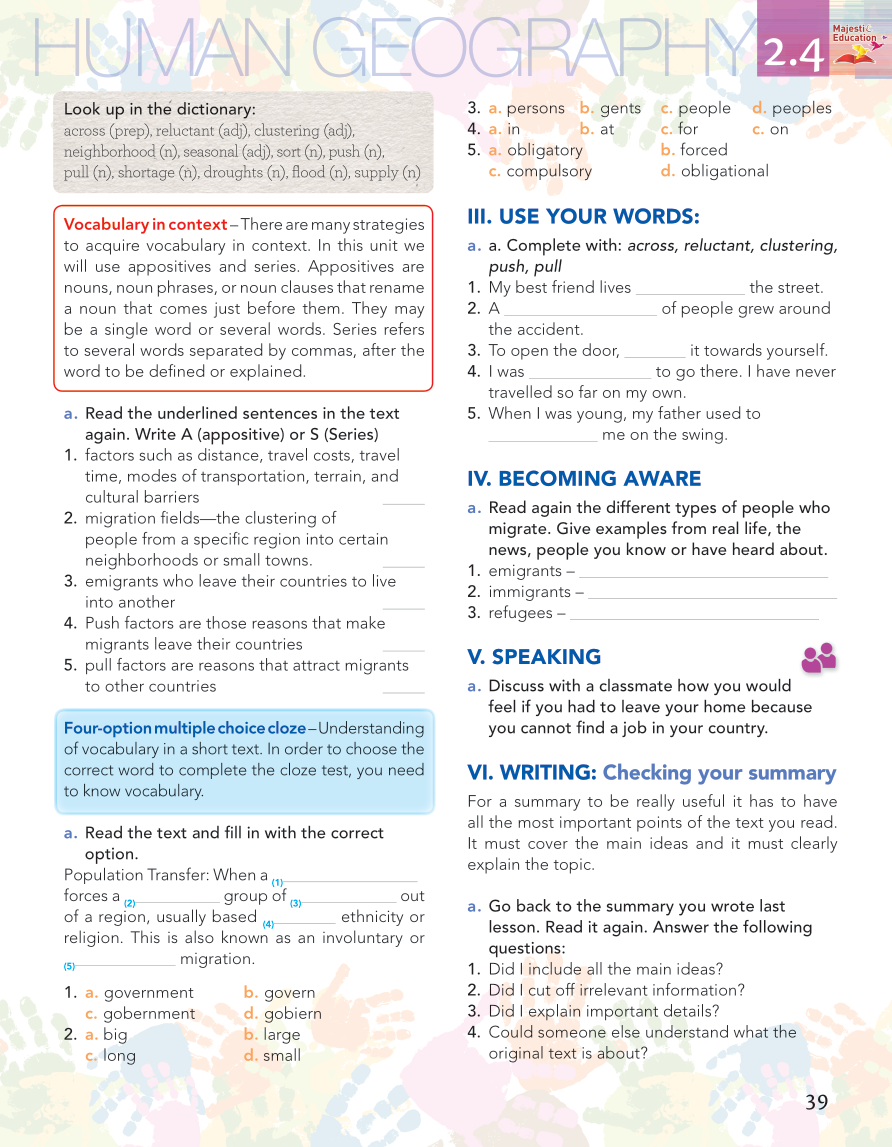 HUMAN GEOGRAPHY
2.4
Majestic
Education
Look up in the dictionary:
across (prep), reluctant (adj), clustering (adj),
neighborhood (n), seasonal (adj), sort (n), push (n),
pull (n), shortage (n), droughts (n), flood (n), supply (n)
Vocabulary in context – There are many strategies
to acquire vocabulary in context. In this unit we
will use appositives and series. Appositives are
nouns, noun phrases, or noun clauses that rename
a noun that comes just before them. They may
be a single word or several words. Series refers
to several words separated by commas, after the
word to be defined or explained.
a. Read the underlined sentences in the text
again. Write A (appositive) or S (Series)
1. factors such as distance, travel costs, travel
time, modes of transportation, terrain, and
cultural barriers ______
2. migration fields—the clustering of
people from a specific region into certain
neighborhoods or small towns. ______
3. emigrants who leave their countries to live
into another ______
4. Push factors are those reasons that make
migrants leave their countries ______
5. pull factors are reasons that attract migrants
to other countries ______
Four-option multiple choice cloze – Understanding
of vocabulary in a short text. In order to choose the
correct word to complete the cloze test, you need
to know vocabulary.
a. Read the text and fill in with the correct
option.
Population Transfer: When a (1)______
forces a (2)______ group of (3)______ out
of a region, usually based (4)______ ethnicity or
religion. This is also known as an involuntary or
(5)______ migration.
1. a. government b. govern
c. gobernment d. gobiern
2. a. big b. large
c. long d. small
3. a. persons b. gents c. people d. peoples
4. a. in b. at c. for c. on
5. a. obligatory b. forced
c. compulsory d. obligational
III. USE YOUR WORDS:
a. a. Complete with: across, reluctant, clustering,
push, pull
1. My best friend lives ______ the street.
2. A ______ of people grew around
the accident.
3. To open the door, ______ it towards yourself.
4. I was ______ to go there. I have never
travelled so far on my own.
5. When I was young, my father used to
______ me on the swing.
IV. BECOMING AWARE
a. Read again the different types of people who
migrate. Give examples from real life, the
news, people you know or have heard about.
1. emigrants – ______
2. immigrants – ______
3. refugees – ______
V. SPEAKING
a. Discuss with a classmate how you would
feel if you had to leave your home because
you cannot find a job in your country.
VI. WRITING: Checking your summary
For a summary to be really useful it has to have
all the most important points of the text you read.
It must cover the main ideas and it must clearly
explain the topic.
a. Go back to the summary you wrote last
lesson. Read it again. Answer the following
questions:
1. Did I include all the main ideas?
2. Did I cut off irrelevant information?
3. Did I explain important details?
4. Could someone else understand what the
original text is about?
39